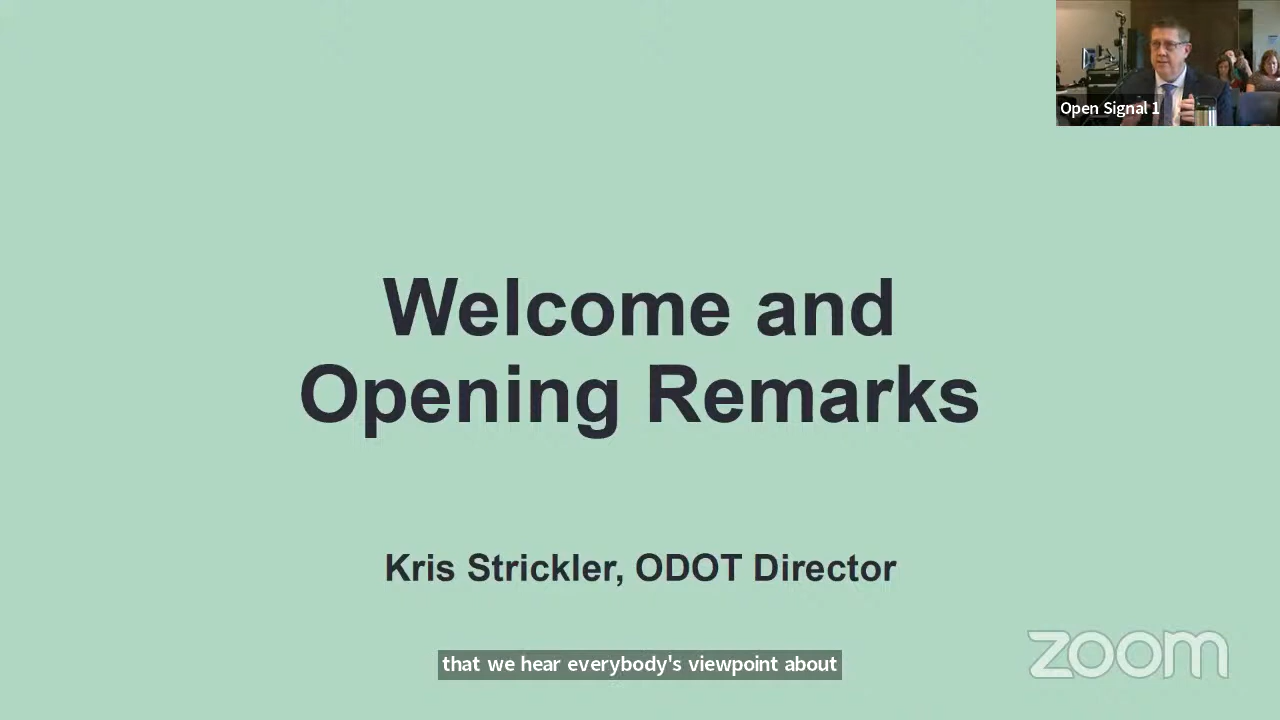 Open Signal 1
Welcome and
Opening Remarks
Kris Strickler, ODOT Director
that we hear everybody's viewpoint about
zoom